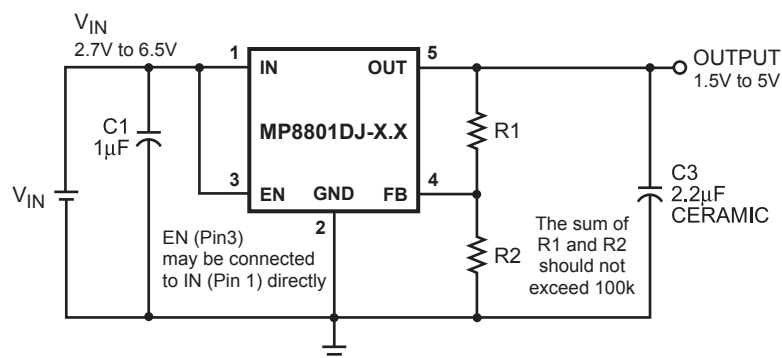 VIN
2.7V to 6.5V
1
IN
OUT
5
OUTPUT
1.5V to 5V
C1
1μF
MP8801DJ-X.X
R1
VIN
3
EN
GND
FB
4
2
C3
2.2μF
CERAMIC
EN (Pin3)
may be connected
to IN (Pin 1) directly
R2
The sum of
R1 and R2
should not
exceed 100k